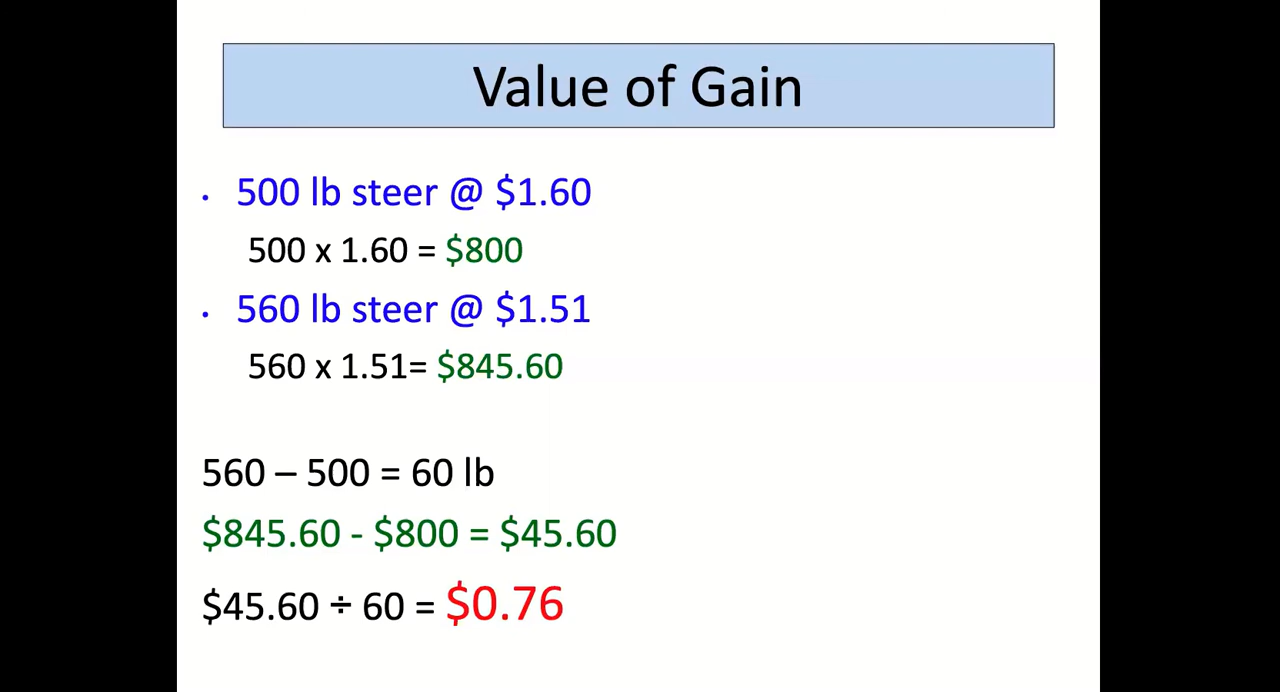 Value of Gain
• 500 lb steer @ $1.60
500 x 1.60 = $800
• 560 lb steer @ $1.51
560 x 1.51= $845.60
560 – 500 = 60 lb
$845.60 - $800 = $45.60
$45.60 ÷ 60 = $0.76